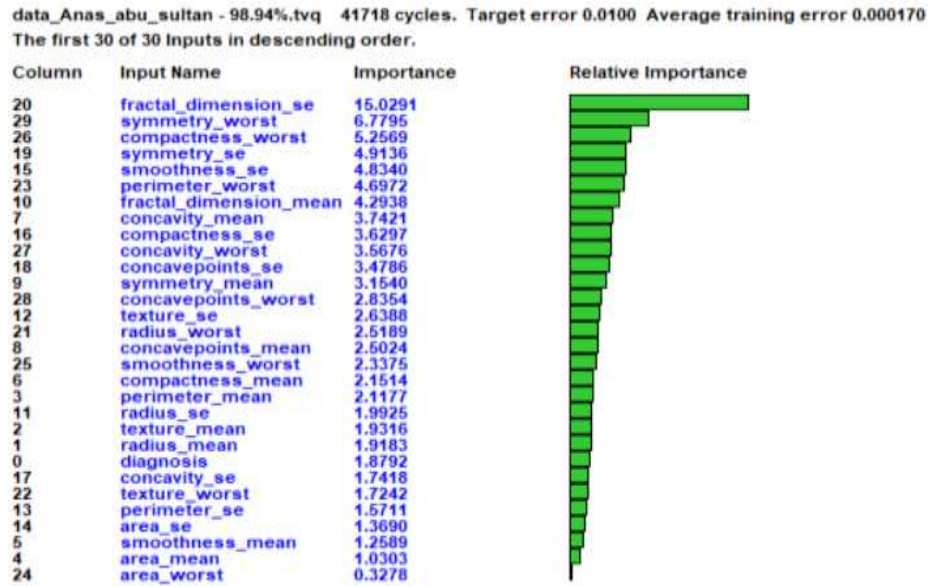 data_Anas_abu_sultan - 98.94%.tvq 41718 cycles. Target error 0.0100 Average training error 0.000170
The first 30 of 30 Inputs in descending order.
Column Input Name Importance Relative Importance
20 fractal_dimension_se 15.0291
29 symmetry_worst 6.7795
26 compactness_worst 5.2569
19 symmetry_se 4.9136
15 smoothness_se 4.8340
23 perimeter_worst 4.6972
10 fractal_dimension_mean 4.2938
7 concavity_mean 3.7421
16 compactness_se 3.6297
27 concavity_worst 3.5676
18 concavepoints_se 3.4786
9 symmetry_mean 3.1540
28 concavepoints_worst 2.8354
12 texture_se 2.6388
21 radius_worst 2.5189
8 concavepoints_mean 2.5024
25 smoothness_worst 2.3375
6 compactness_mean 2.1514
3 perimeter_mean 2.1177
11 radius_se 1.9925
2 texture_mean 1.9316
1 radius_mean 1.9183
0 diagnosis 1.8792
17 concavity_se 1.7418
22 texture_worst 1.7242
13 perimeter_se 1.5711
14 area_se 1.3690
5 smoothness_mean 1.2589
4 area_mean 1.0303
24 area_worst 0.3278